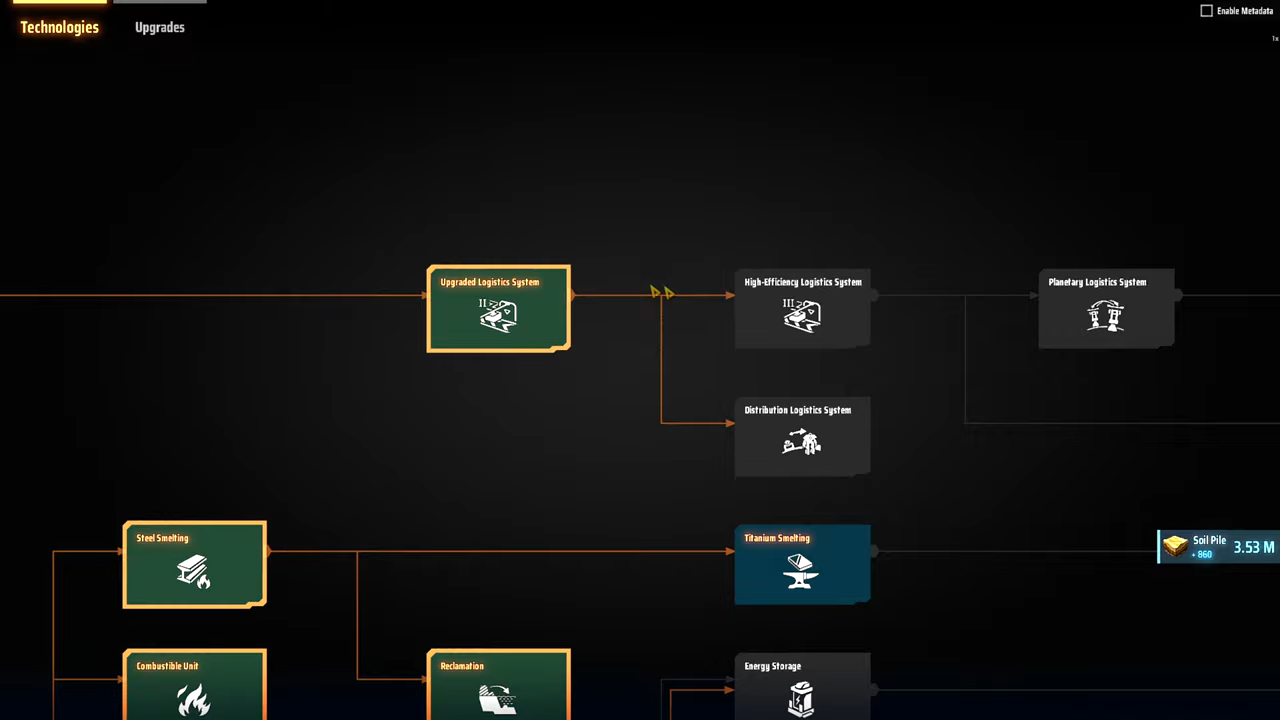 Technologies
Upgrades
Enable Metadata
1x
Upgraded Logistics System
II
High-Efficiency Logistics System
III
Planetary Logistics System
Distribution Logistics System
Steel Smelting
Titanium Smelting
Soil Pile
+ 860
3.53 M
Combustible Unit
Reclamation
Energy Storage